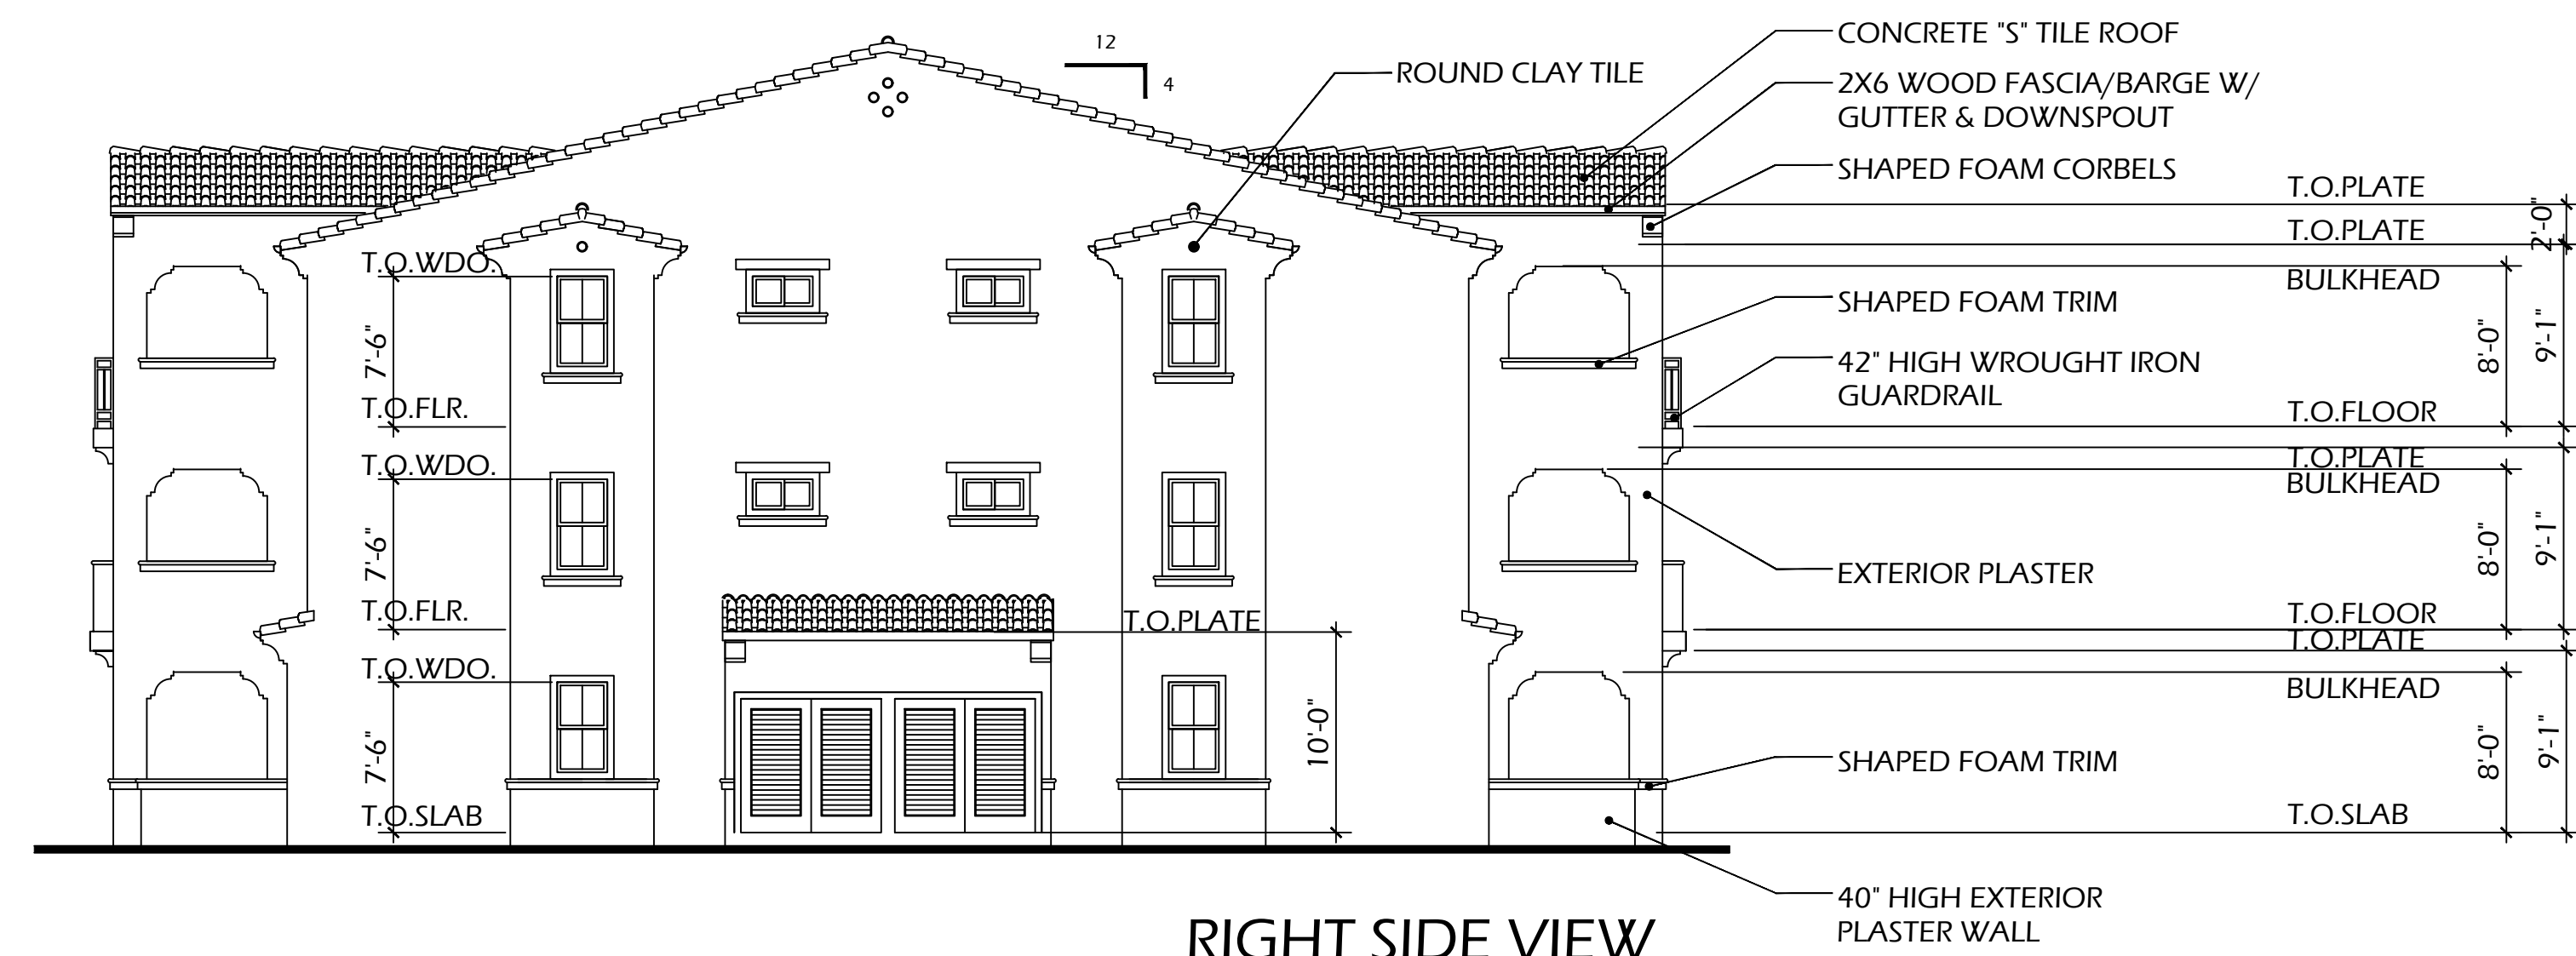 12
4
ROUND CLAY TILE
CONCRETE "S" TILE ROOF
2X6 WOOD FASCIA/BARGE W/
GUTTER & DOWNSPOUT
SHAPED FOAM CORBELS
T.O.PLATE
2'-0"
T.O.PLATE
BULKHEAD
SHAPED FOAM TRIM
8'-0"
9'-1"
42" HIGH WROUGHT IRON
GUARDRAIL
T.O.FLOOR
T.O.PLATE
BULKHEAD
8'-0"
9'-1"
EXTERIOR PLASTER
T.O.FLOOR
T.O.PLATE
BULKHEAD
8'-0"
9'-1"
SHAPED FOAM TRIM
T.O.SLAB
40" HIGH EXTERIOR
PLASTER WALL
T.O.WDO.
7'-6"
T.O.FLR.
T.O.WDO.
7'-6"
T.O.FLR.
T.O.WDO.
7'-6"
T.O.SLAB
T.O.PLATE
10'-0"
RIGHT SIDE VIEW